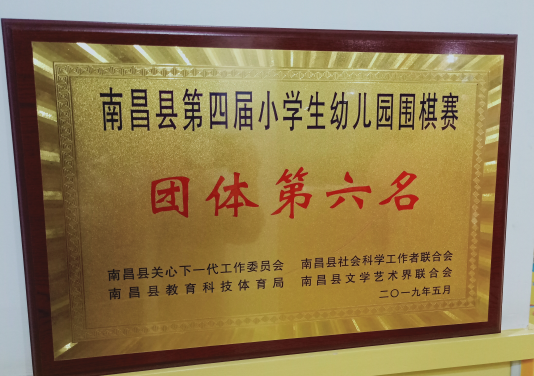 南昌县第四届小学生幼儿园围棋赛
团体第六名
南昌县关心下一代工作委员会 南昌县社会科学工作者联合会
南昌县教育科技体育局 南昌县文学艺术界联合会
二〇一九年五月